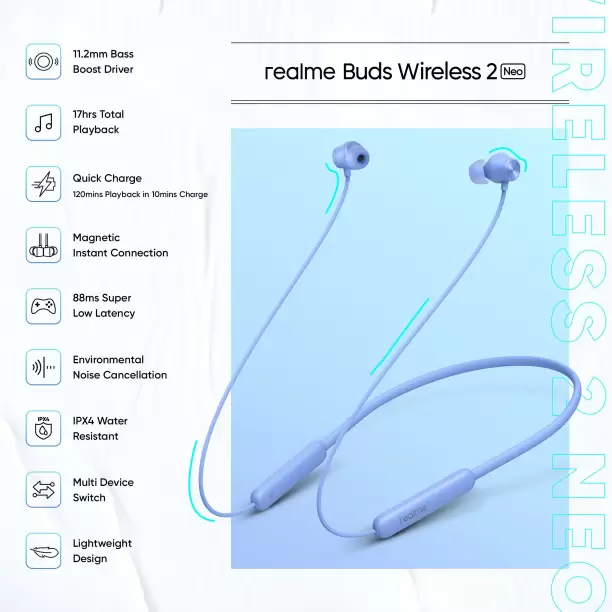 11.2mm Bass
Boost Driver
17hrs Total
Playback
Quick Charge
120mins Playback in 10mins Charge
Magnetic
Instant Connection
88ms Super
Low Latency
Environmental
Noise Cancellation
IPX4
IPX4 Water
Resistant
Multi Device
Switch
Lightweight
Design
realme Buds Wireless 2 Neo
realme
WIRELESS 2 NEO